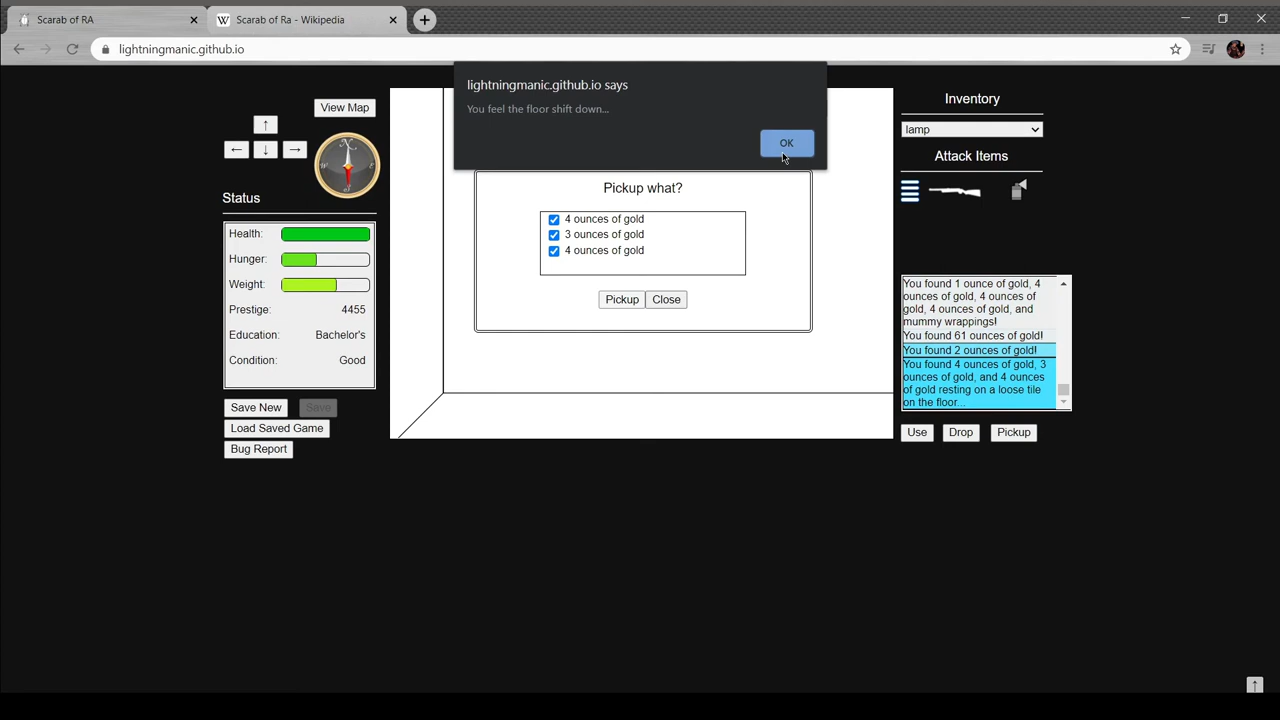 Scarab of RA
Scarab of Ra - Wikipedia
lightningmanic.github.io
lightningmanic.github.io says
You feel the floor shift down...
OK
View Map
Status
Health:
Hunger:
Weight:
Prestige: 4455
Education: Bachelor's
Condition: Good
Save New Save
Load Saved Game
Bug Report
Pickup what?
4 ounces of gold
3 ounces of gold
4 ounces of gold
Pickup Close
Inventory
lamp
Attack Items
You found 1 ounce of gold, 4
ounces of gold, 4 ounces of
gold, 4 ounces of gold, and
mummy wrappings!
You found 61 ounces of gold!
You found 2 ounces of gold!
You found 4 ounces of gold, 3
ounces of gold, and 4 ounces
of gold resting on a loose tile
on the floor...
Use Drop Pickup